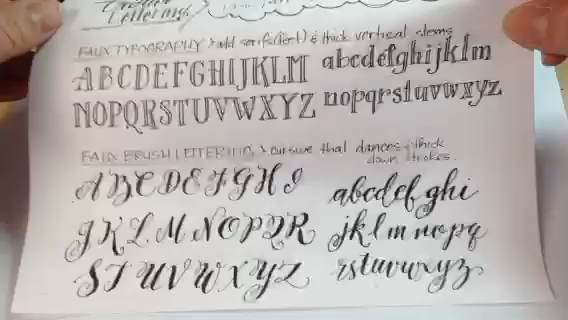 Lettering
FAUX TYPOGRAPHY > add serifs (feet) & thick vertical stems
ABCDEFGHIJKLM abcdefghijklm
NOPQRSTUVWXYZ nopqrstuvwxyz
FAUX BRUSH LETTERING > cursive that dances & thick
down strokes.
ABCDEFGHI abcdefghi
JKLMNOPQR jklmnopq
STUVWXYZ rstuvwxyz